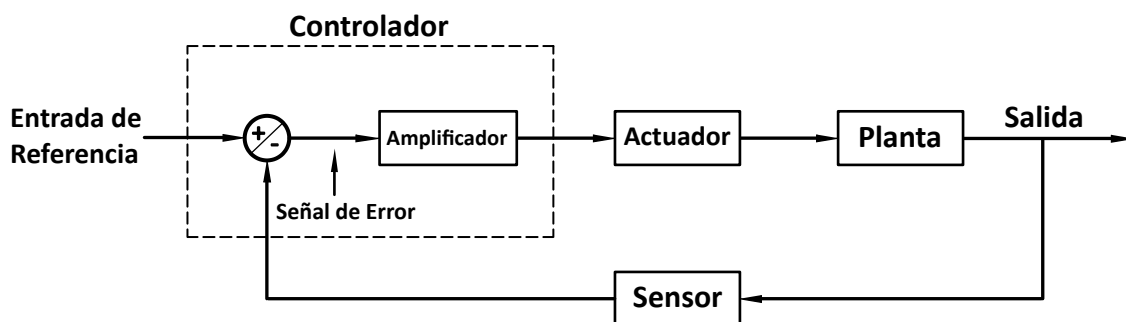 Controlador
Entrada de
Referencia
+
-
Amplificador
Actuador
Planta
Salida
Señal de Error
Sensor